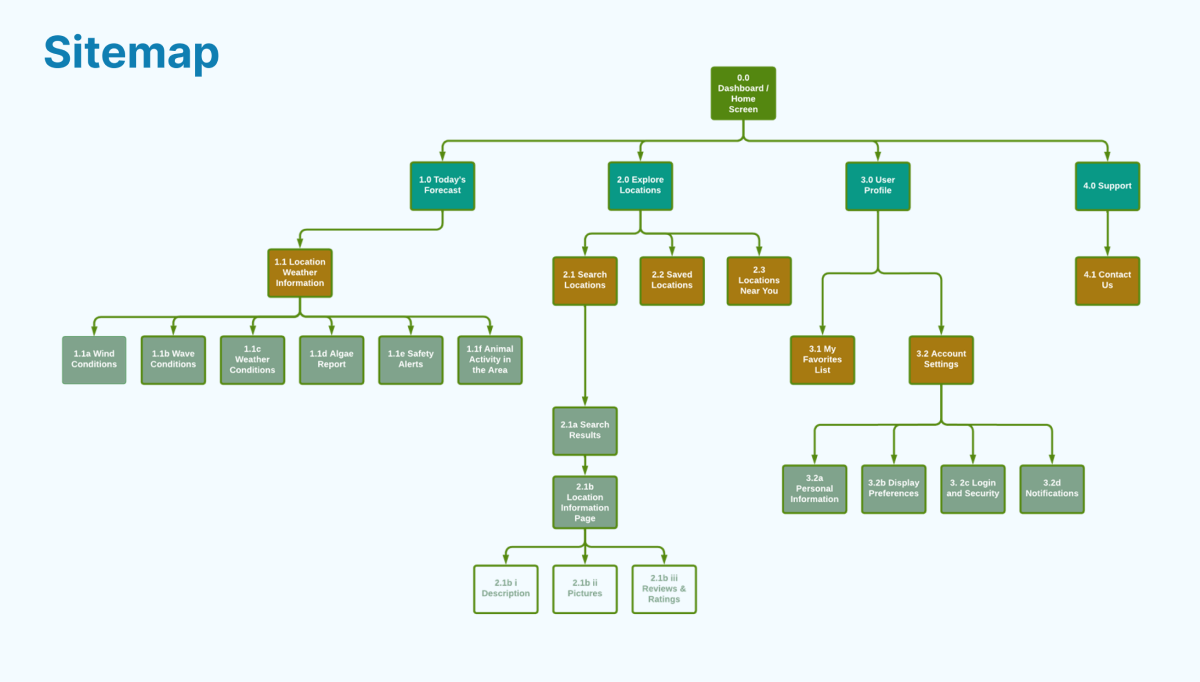 Sitemap
0.0
Dashboard /
Home
Screen
1.0 Today's
Forecast
2.0 Explore
Locations
3.0 User
Profile
4.0 Support
1.1 Location
Weather
Information
2.1 Search
Locations
2.2 Saved
Locations
2.3
Locations
Near You
4.1 Contact
Us
1.1a Wind
Conditions
1.1b Wave
Conditions
1.1c
Weather
Conditions
1.1d Algae
Report
1.1e Safety
Alerts
1.1f Animal
Activity in
the Area
3.1 My
Favorites
List
3.2 Account
Settings
2.1a Search
Results
3.2a
Personal
Information
3.2b Display
Preferences
3. 2c Login
and Security
3.2d
Notifications
2.1b
Location
Information
Page
2.1b i
Description
2.1b ii
Pictures
2.1b iii
Reviews &
Ratings